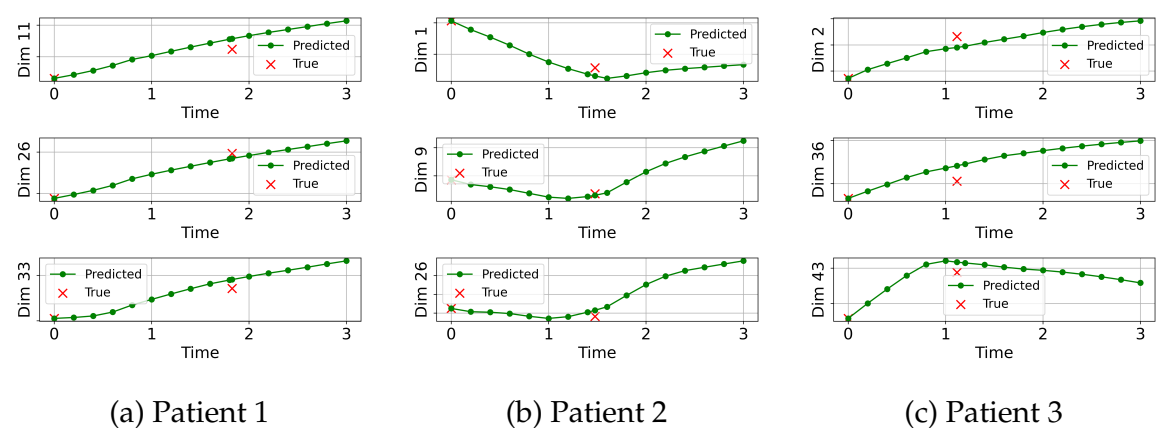 Dim 11
Predicted
True
0 1 2 3
Time
Dim 26
Predicted
True
0 1 2 3
Time
Dim 33
Predicted
True
0 1 2 3
Time
(a) Patient 1
Dim 1
Predicted
True
0 1 2 3
Time
Dim 9
Predicted
True
0 1 2 3
Time
Dim 26
Predicted
True
0 1 2 3
Time
(b) Patient 2
Dim 2
Predicted
True
0 1 2 3
Time
Dim 36
Predicted
True
0 1 2 3
Time
Dim 43
Predicted
True
0 1 2 3
Time
(c) Patient 3